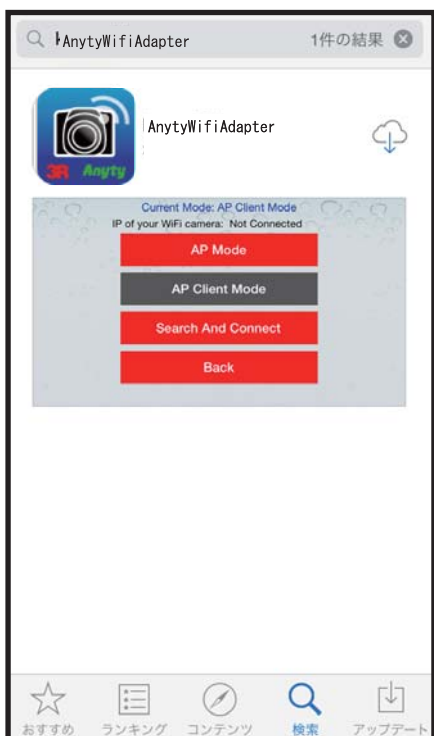 AnytyWifiAdapter 1件の結果
3R Anyty
AnytyWifiAdapter
Current Mode: AP Client Mode
IP of your WiFi camera: Not Connected
AP Mode
AP Client Mode
Search And Connect
Back
おすすめ ランキング コンテンツ 検索 アップデート